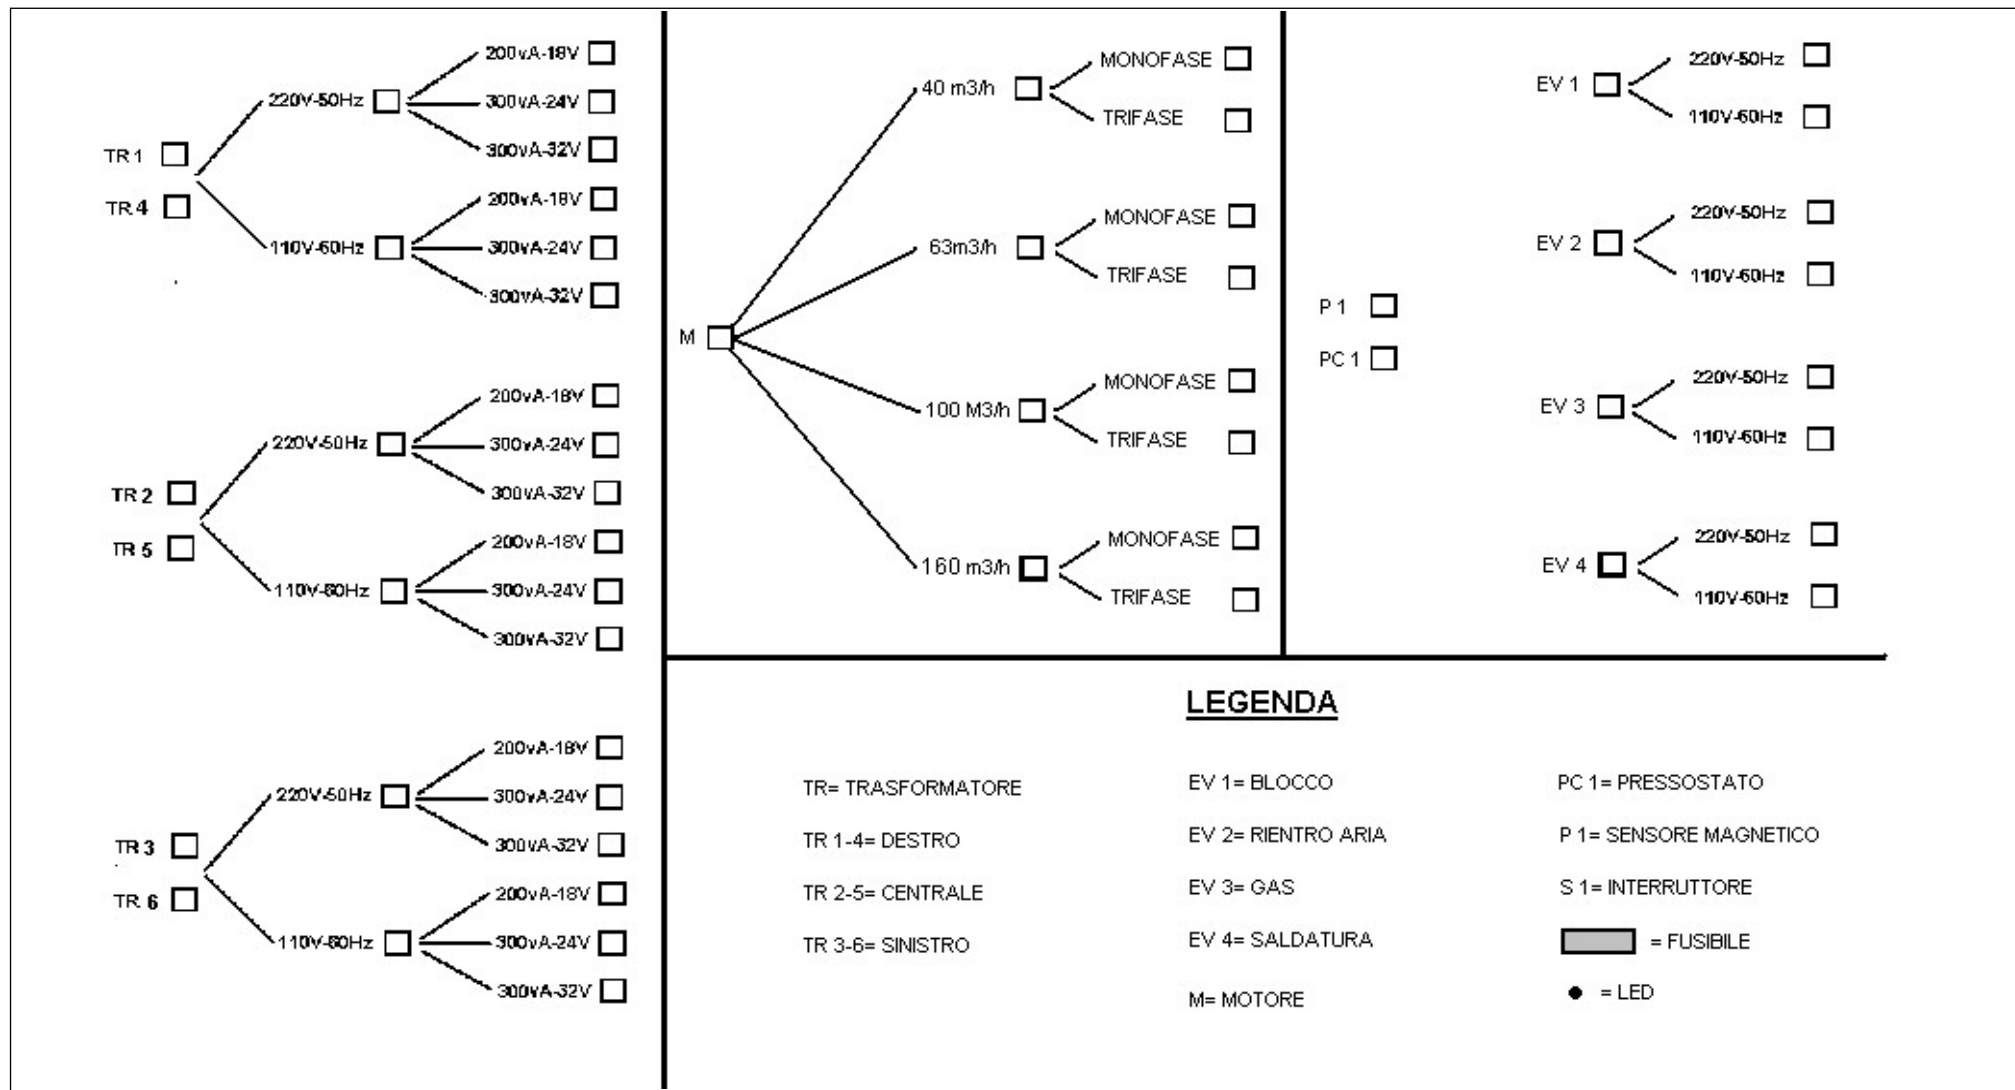 200vA-18V
220V-50Hz
300vA-24V
300vA-32V
TR 1
TR 4
200vA-18V
110V-60Hz
300vA-24V
300vA-32V
200vA-18V
220V-50Hz
300vA-24V
300vA-32V
TR 2
TR 5
200vA-18V
110V-60Hz
300vA-24V
300vA-32V
200vA-18V
220V-50Hz
300vA-24V
300vA-32V
TR 3
TR 6
200vA-18V
110V-60Hz
300vA-24V
300vA-32V
M
40 m3/h
MONOFASE
TRIFASE
63m3/h
MONOFASE
TRIFASE
100 M3/h
MONOFASE
TRIFASE
160 m3/h
MONOFASE
TRIFASE
P 1
PC 1
EV 1
220V-50Hz
110V-60Hz
EV 2
220V-50Hz
110V-60Hz
EV 3
220V-50Hz
110V-60Hz
EV 4
220V-50Hz
110V-60Hz
LEGENDA
TR= TRASFORMATORE
TR 1-4= DESTRO
TR 2-5= CENTRALE
TR 3-6= SINISTRO
EV 1= BLOCCO
EV 2= RIENTRO ARIA
EV 3= GAS
EV 4= SALDATURA
M= MOTORE
PC 1= PRESSOSTATO
P 1= SENSORE MAGNETICO
S 1= INTERRUTTORE
= FUSIBILE
= LED